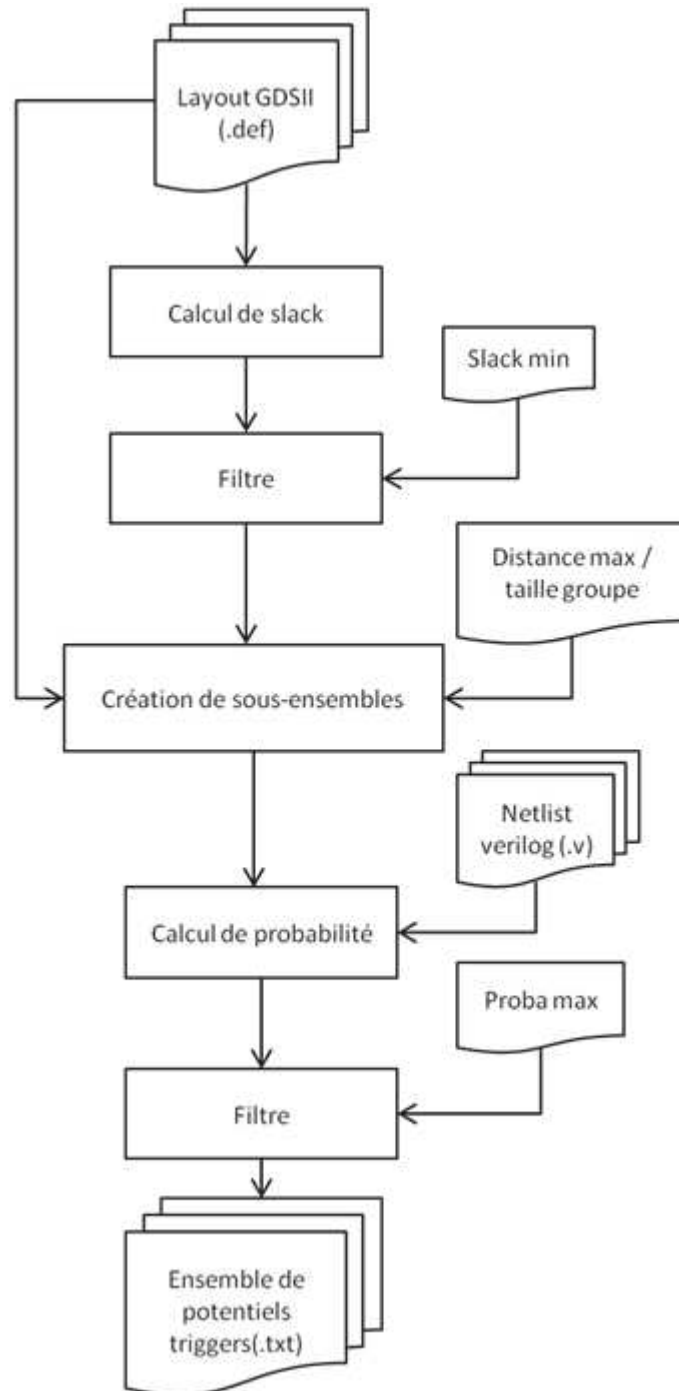 Layout GDSII
(.def)
Calcul de slack
Slack min
Filtre
Distance max /
taille groupe
Création de sous-ensembles
Netlist
verilog (.v)
Calcul de probabilité
Proba max
Filtre
Ensemble de
potentiels
triggers(.txt)